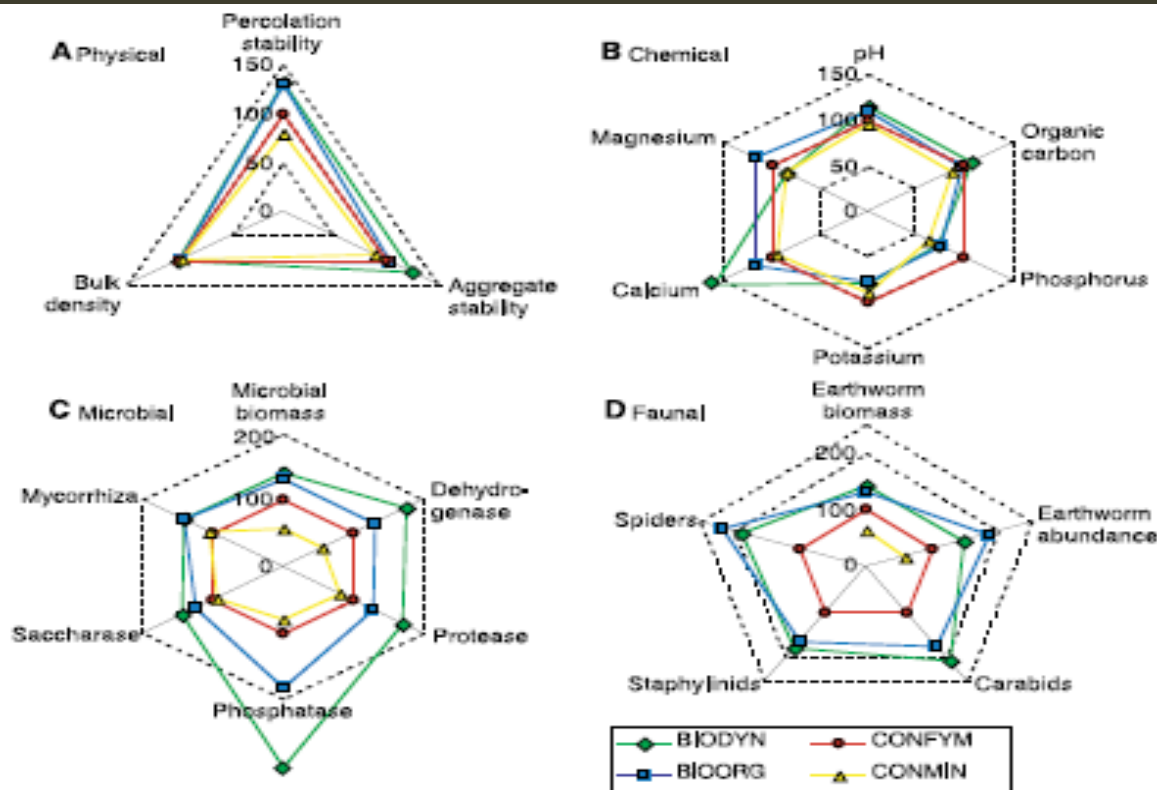 A Physical
Percolation
stability
150
100
50
0
Bulk
density
Aggregate
stability
B Chemical
pH
150
100
50
0
Magnesium
Organic
carbon
Calcium
Phosphorus
Potassium
C Microbial
Microbial
biomass
200
100
0
Mycorrhiza
Dehydro-
genase
Saccharase
Protease
Phosphatase
D Faunal
Earthworm
biomass
200
100
0
Spiders
Earthworm
abundance
Staphylinids
Carabids
BIODYN
CONFYM
BIOORG
CONMIN